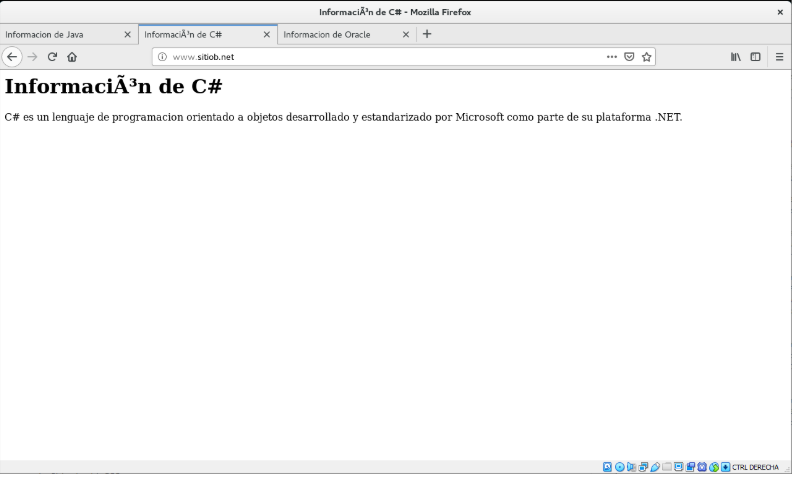 InformaciÃ³n de C# - Mozilla Firefox
Informacion de Java
InformaciÃ³n de C#
Informacion de Oracle
www.sitiob.net
InformaciÃ³n de C#
C# es un lenguaje de programacion orientado a objetos desarrollado y estandarizado por Microsoft como parte de su plataforma .NET.
CTRL DERECHA